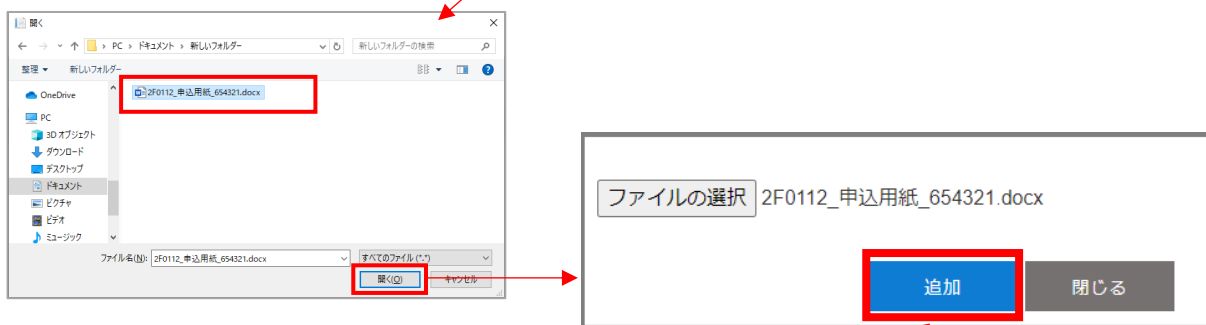 開く
PC › ドキュメント › 新しいフォルダー
新しいフォルダーの検索
整理 新しいフォルダー
OneDrive
PC
3D オブジェクト
ダウンロード
デスクトップ
ドキュメント
ピクチャ
ビデオ
ミュージック
2F0112_申込用紙_654321.docx
ファイル名(N): 2F0112_申込用紙_654321.docx
すべてのファイル (*.*)
開く(O) キャンセル
ファイルの選択 2F0112_申込用紙_654321.docx
追加 閉じる